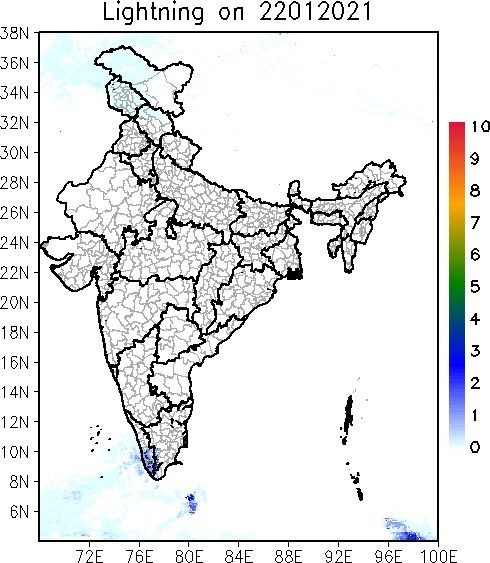 Lightning on 22012021
38N
36N
34N
32N
30N
28N
26N
24N
22N
20N
18N
16N
14N
12N
10N
8N
6N
72E 76E 80E 84E 88E 92E 96E 100E
10
9
8
7
6
5
4
3
2
1
0